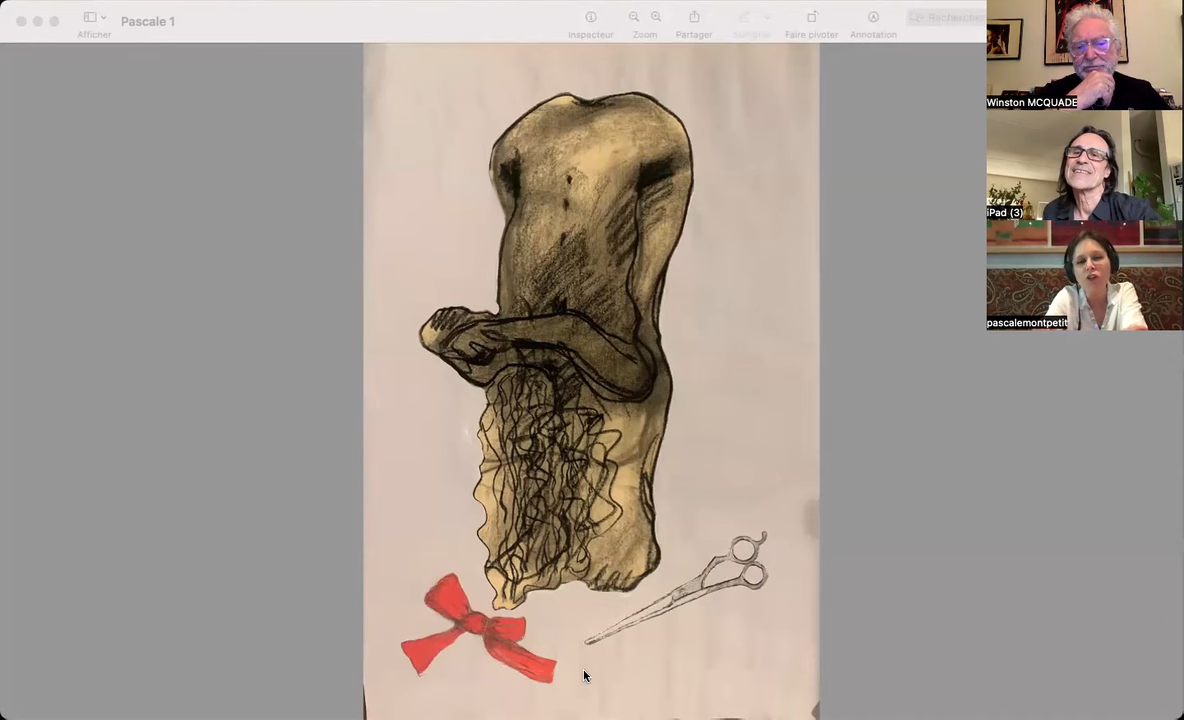 Pascale 1
Afficher
Inspecteur
Zoom
Partager
Faire pivoter
Annotation
Winston MCQUADE
iPad (3)
pascalemontpetit